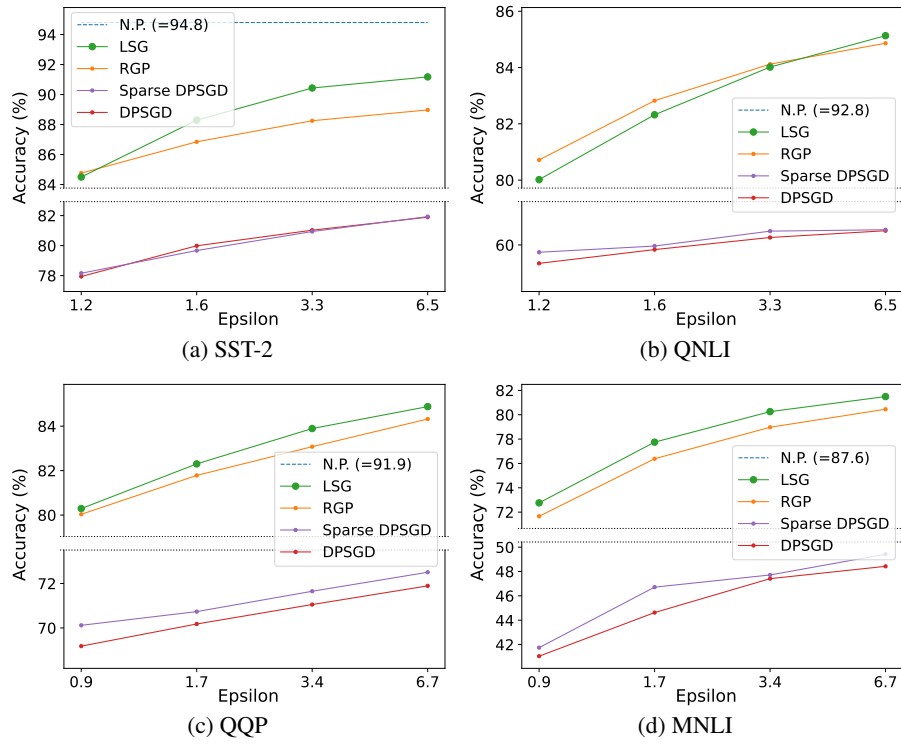 N.P. (=94.8)
LSG
RGP
Sparse DPSGD
DPSGD
Accuracy (%)
94
92
90
88
86
84
82
80
78
1.2
1.6
3.3
6.5
Epsilon
(a) SST-2
N.P. (=92.8)
LSG
RGP
Sparse DPSGD
DPSGD
Accuracy (%)
86
84
82
80
60
1.2
1.6
3.3
6.5
Epsilon
(b) QNLI
N.P. (=91.9)
LSG
RGP
Sparse DPSGD
DPSGD
Accuracy (%)
84
82
80
72
70
0.9
1.7
3.4
6.7
Epsilon
(c) QQP
N.P. (=87.6)
LSG
RGP
Sparse DPSGD
DPSGD
Accuracy (%)
82
80
78
76
74
72
50
48
46
44
42
0.9
1.7
3.4
6.7
Epsilon
(d) MNLI